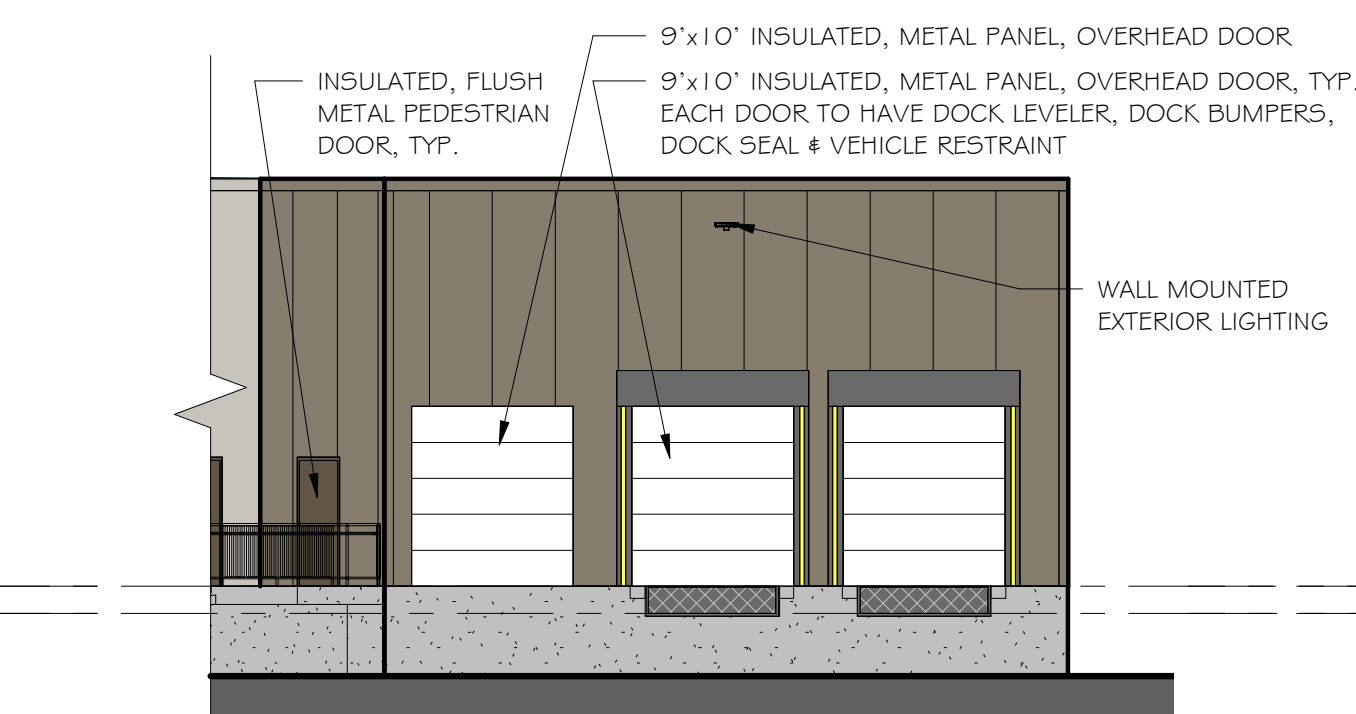 9'x10' INSULATED, METAL PANEL, OVERHEAD DOOR
9'x10' INSULATED, METAL PANEL, OVERHEAD DOOR, TYP.
EACH DOOR TO HAVE DOCK LEVELER, DOCK BUMPERS,
DOCK SEAL & VEHICLE RESTRAINT
INSULATED, FLUSH
METAL PEDESTRIAN
DOOR, TYP.
WALL MOUNTED
EXTERIOR LIGHTING